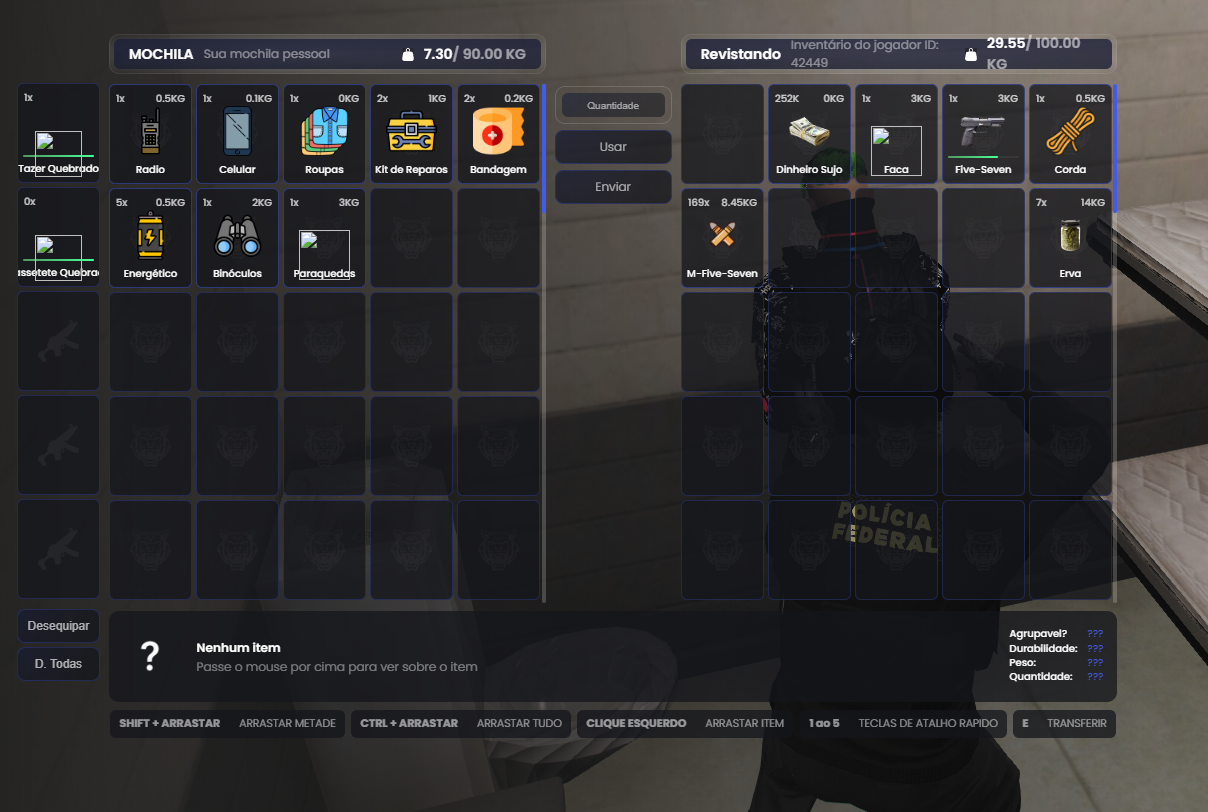 MOCHILA Sua mochila pessoal 7.30/ 90.00 KG
Revistando Inventário do jogador ID: 42449 29.55/ 100.00 KG
1x
Tazer Quebrado
1x 0.5KG
Radio
1x 0.1KG
Celular
1x 0KG
Roupas
2x 1KG
Kit de Reparos
2x 0.2KG
Bandagem
0x
assetete Quebra
5x 0.5KG
Energético
1x 2KG
Binóculos
1x 3KG
Paraquedas
Quantidade
Usar
Enviar
252K 0KG
Dinheiro Sujo
1x 3KG
Faca
1x 3KG
Five-Seven
1x 0.5KG
Corda
169x 8.45KG
M-Five-Seven
7x 14KG
Erva
POLÍCIA
FEDERAL
Desequipar
D. Todas
?
Nenhum item
Passe o mouse por cima para ver sobre o item
Agrupavel? ???
Durabilidade: ???
Peso: ???
Quantidade: ???
SHIFT + ARRASTAR ARRASTAR METADE CTRL + ARRASTAR ARRASTAR TUDO CLIQUE ESQUERDO ARRASTAR ITEM 1 ao 5 TECLAS DE ATALHO RAPIDO E TRANSFERIR